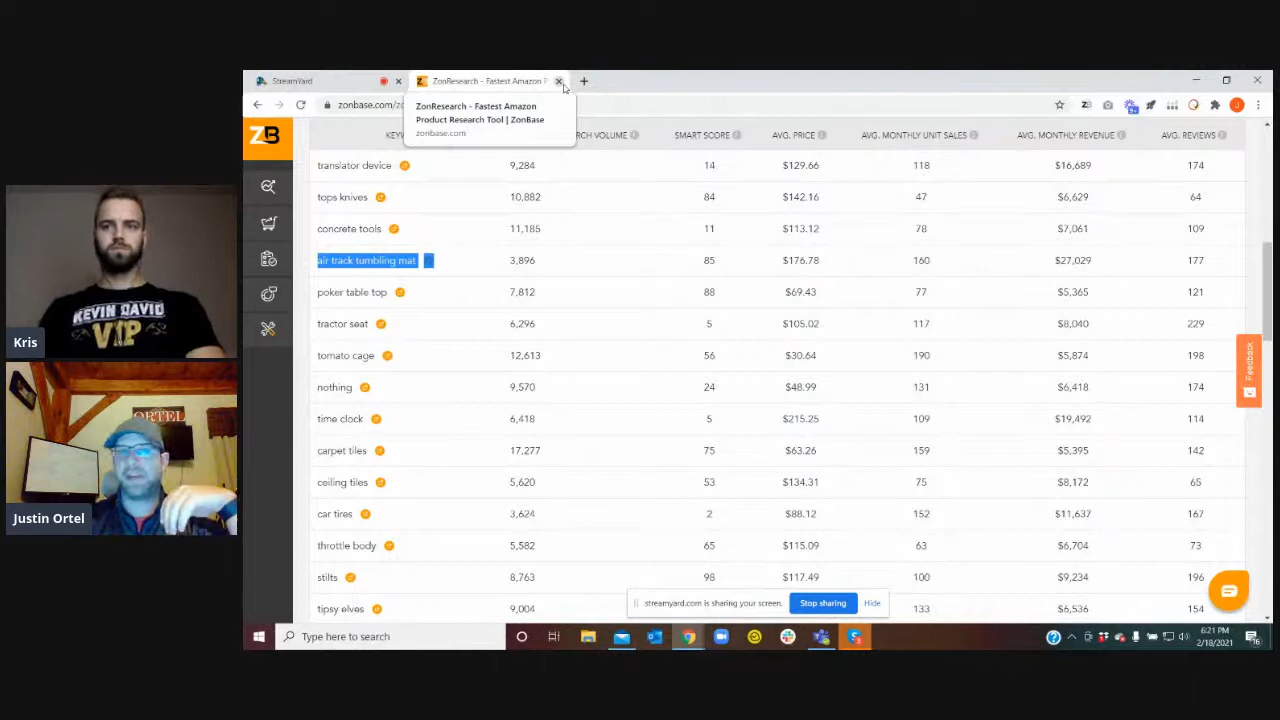 StreamYard
ZonResearch - Fastest Amazon P
zonbase.com/zo
ZonResearch - Fastest Amazon
Product Research Tool | ZonBase
zonbase.com
J
ZB
KEYW
RCH VOLUME
SMART SCORE
AVG. PRICE
AVG. MONTHLY UNIT SALES
AVG. MONTHLY REVENUE
AVG. REVIEWS
translator device 9,284 14 $129.66 118 $16,689 174
tops knives 10,882 84 $142.16 47 $6,629 64
concrete tools 11,185 11 $113.12 78 $7,061 109
air track tumbling mat 3,896 85 $176.78 160 $27,029 177
poker table top 7,812 88 $69.43 77 $5,365 121
tractor seat 6,296 5 $105.02 117 $8,040 229
tomato cage 12,613 56 $30.64 190 $5,874 198
nothing 9,570 24 $48.99 131 $6,418 174
time clock 6,418 5 $215.25 109 $19,492 114
carpet tiles 17,277 75 $63.26 159 $5,395 142
ceiling tiles 5,620 53 $134.31 75 $8,172 65
car tires 3,624 2 $88.12 152 $11,637 167
throttle body 5,582 65 $115.09 63 $6,704 73
stilts 8,763 98 $117.49 100 $9,234 196
tipsy elves 9,004 133 $6,536 154
streamyard.com is sharing your screen.
Stop sharing
Hide
Feedback
Type here to search
6:21 PM
2/18/2021
KEVIN DAVID
VIP
Kris
ORTEL
Justin Ortel